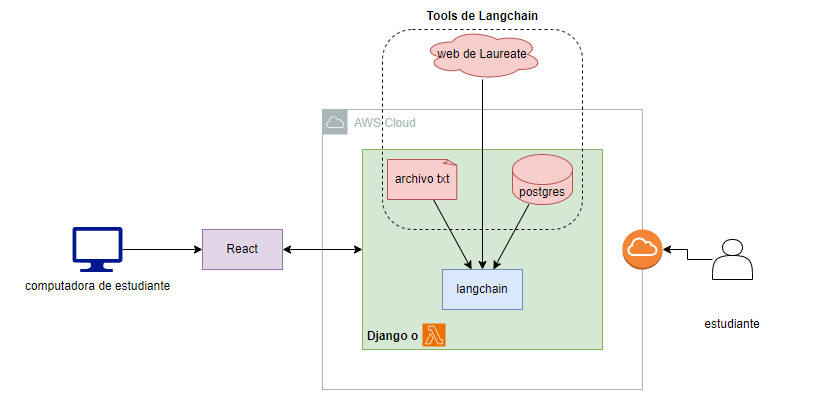 Tools de Langchain
web de Laureate
AWS Cloud
archivo txt
postgres
React
computadora de estudiante
langchain
Django o
estudiante